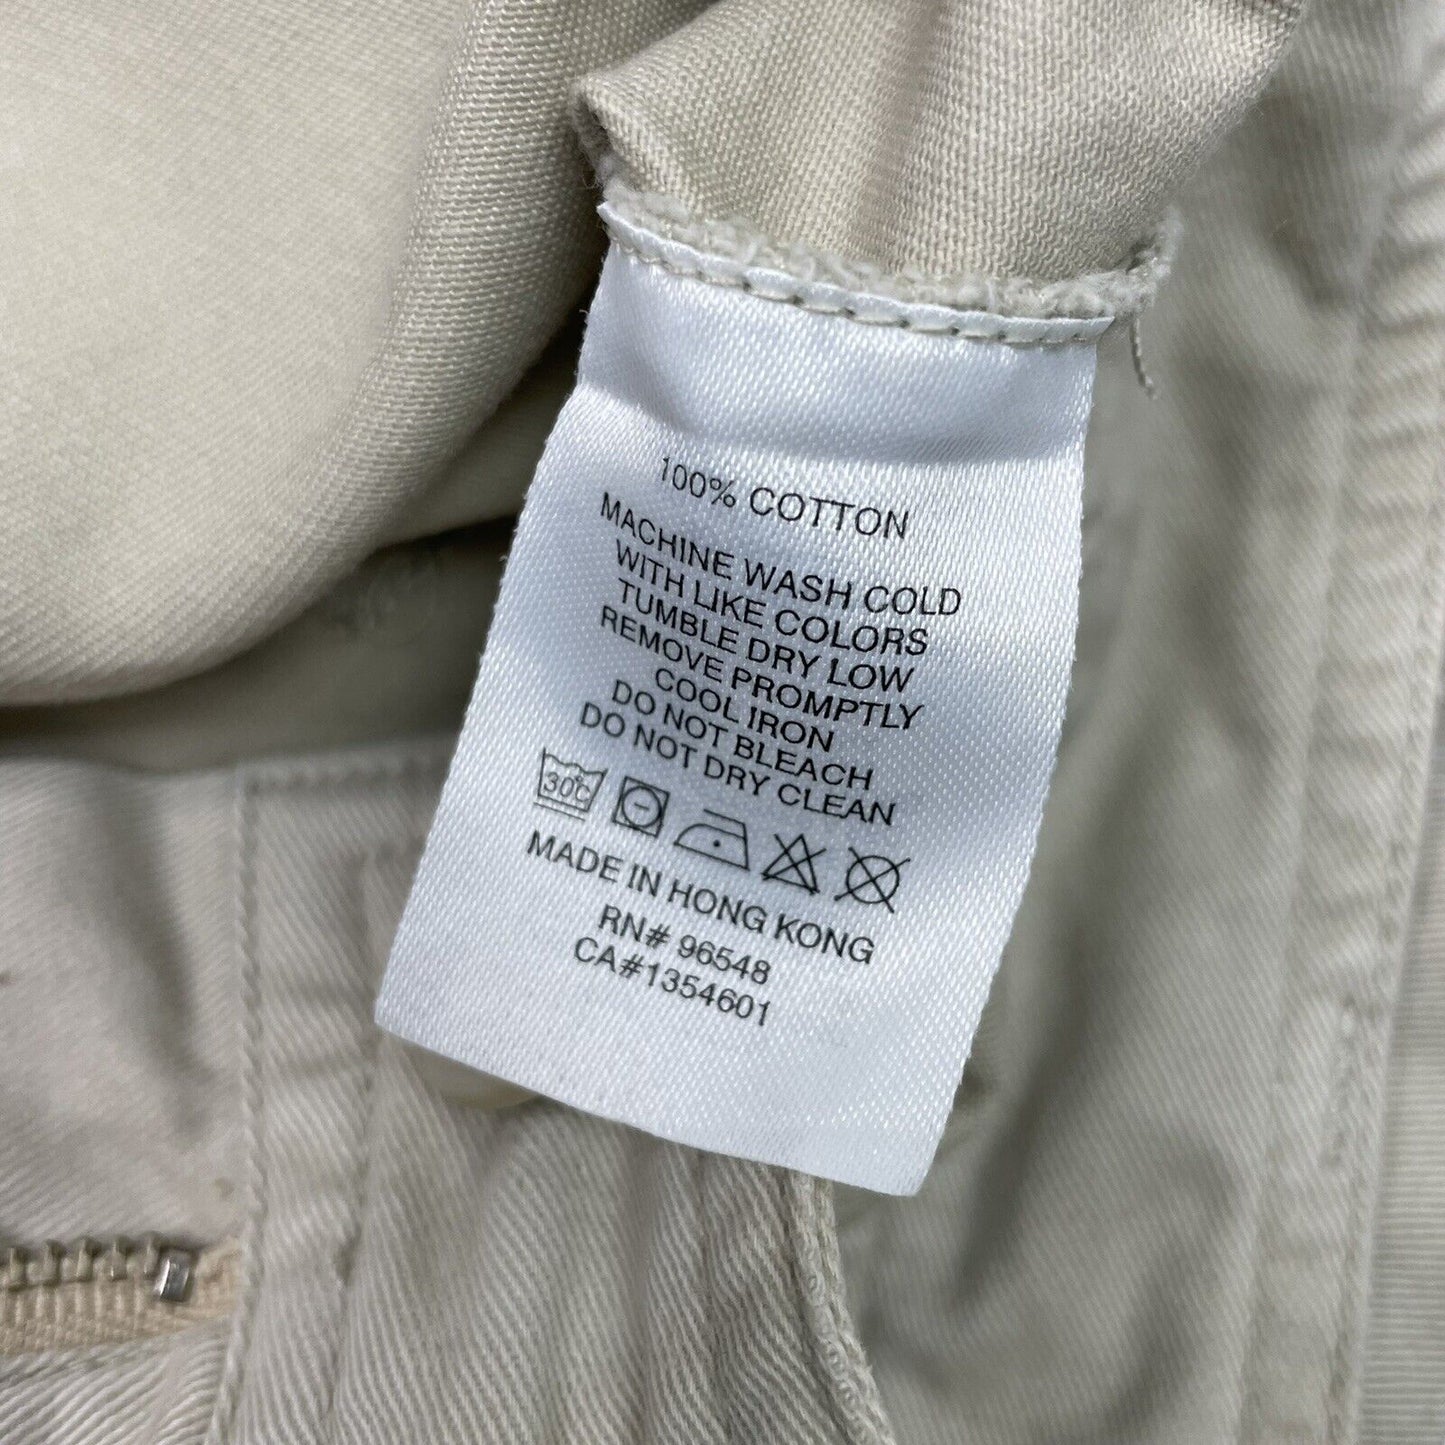 100% COTTON
MACHINE WASH COLD
WITH LIKE COLORS
TUMBLE DRY LOW
REMOVE PROMPTLY
COOL IRON
DO NOT BLEACH
DO NOT DRY CLEAN
30C
MADE IN HONG KONG
RN# 96548
CA#1354601